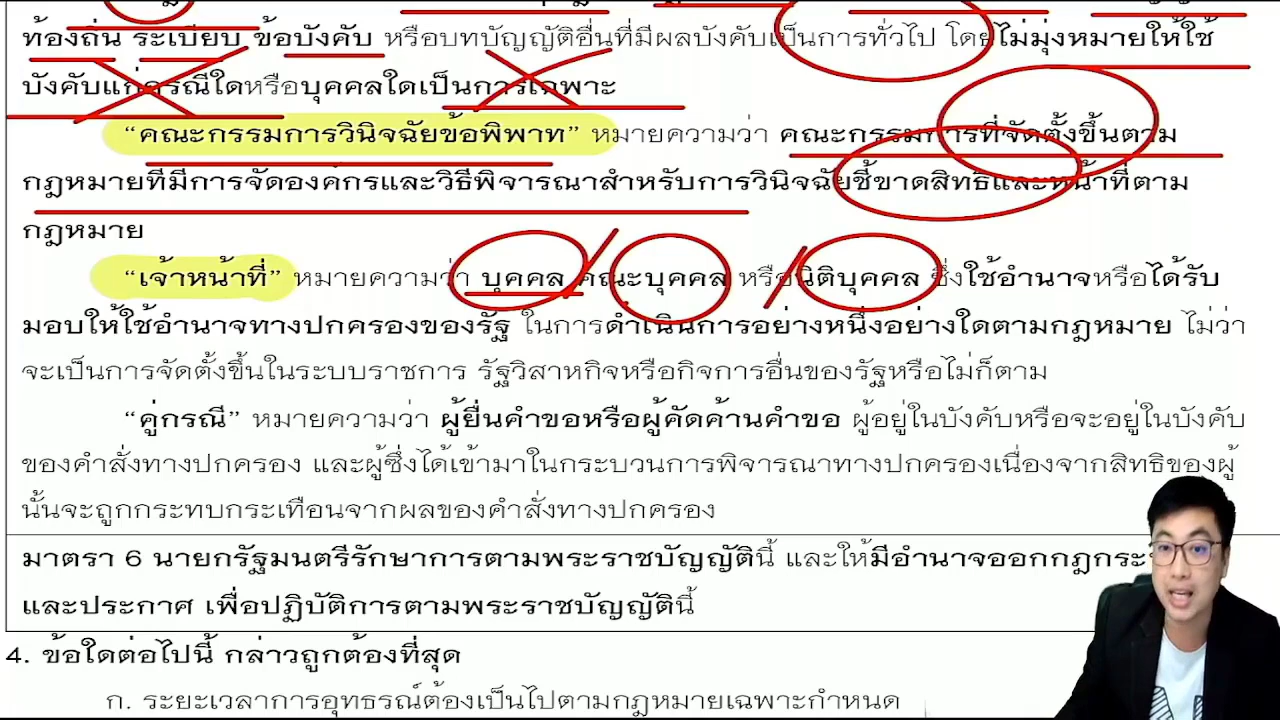 ท้องถิ่น ระเบียบ ข้อบังคับ หรือบทบัญญัติอื่นที่มีผลบังคับเป็นการทั่วไป โดยไม่มุ่งหมายให้ใช้
บังคับแก่กรณีใดหรือบุคคลใดเป็นการเฉพาะ
“คณะกรรมการวินิจฉัยข้อพิพาท” หมายความว่า คณะกรรมการที่จัดตั้งขึ้นตาม
กฎหมายที่มีการจัดองค์กรและวิธีพิจารณาสำหรับการวินิจฉัยชี้ขาดสิทธิและหน้าที่ตาม
กฎหมาย
“เจ้าหน้าที่” หมายความว่า บุคคล คณะบุคคล หรือนิติบุคคล ซึ่งใช้อำนาจหรือได้รับ
มอบให้ใช้อำนาจทางปกครองของรัฐ ในการดำเนินการอย่างหนึ่งอย่างใดตามกฎหมาย ไม่ว่า
จะเป็นการจัดตั้งขึ้นในระบบราชการ รัฐวิสาหกิจหรือกิจการอื่นของรัฐหรือไม่ก็ตาม
“คู่กรณี” หมายความว่า ผู้ยื่นคำขอหรือผู้คัดค้านคำขอ ผู้อยู่ในบังคับหรือจะอยู่ในบังคับ
ของคำสั่งทางปกครอง และผู้ซึ่งได้เข้ามาในกระบวนการพิจารณาทางปกครองเนื่องจากสิทธิของผู้
นั้นจะถูกกระทบกระเทือนจากผลของคำสั่งทางปกครอง
มาตรา 6 นายกรัฐมนตรีรักษาการตามพระราชบัญญัตินี้ และให้มีอำนาจออกกฎกระ
และประกาศ เพื่อปฏิบัติการตามพระราชบัญญัตินี้
4. ข้อใดต่อไปนี้ กล่าวถูกต้องที่สุด
ก. ระยะเวลาการอุทธรณ์ต้องเป็นไปตามกฎหมายเฉพาะกำหนด